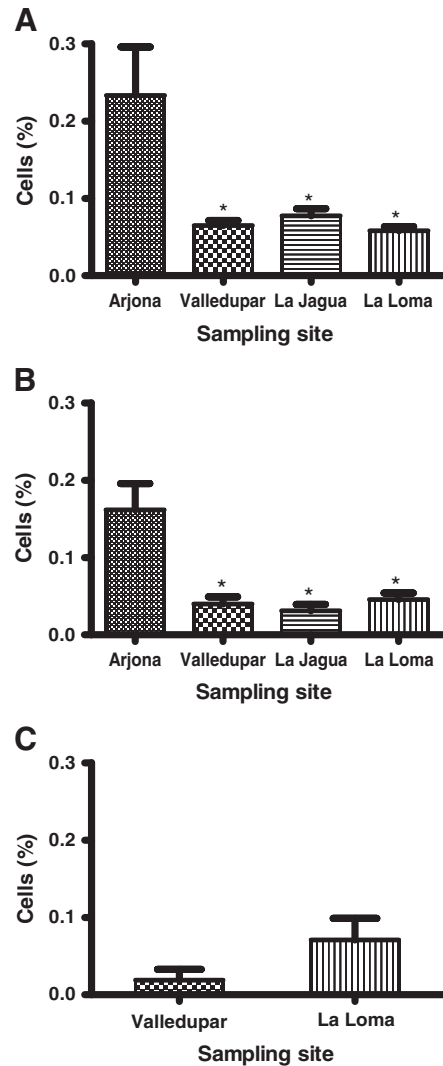 A
0.3
0.2
0.1
0.0
Cells (%)
* * *
Arjona Valledupar La Jagua La Loma
Sampling site
B
0.3
0.2
0.1
0.0
Cells (%)
* * *
Arjona Valledupar La Jagua La Loma
Sampling site
C
0.3
0.2
0.1
0.0
Cells (%)
Valledupar La Loma
Sampling site